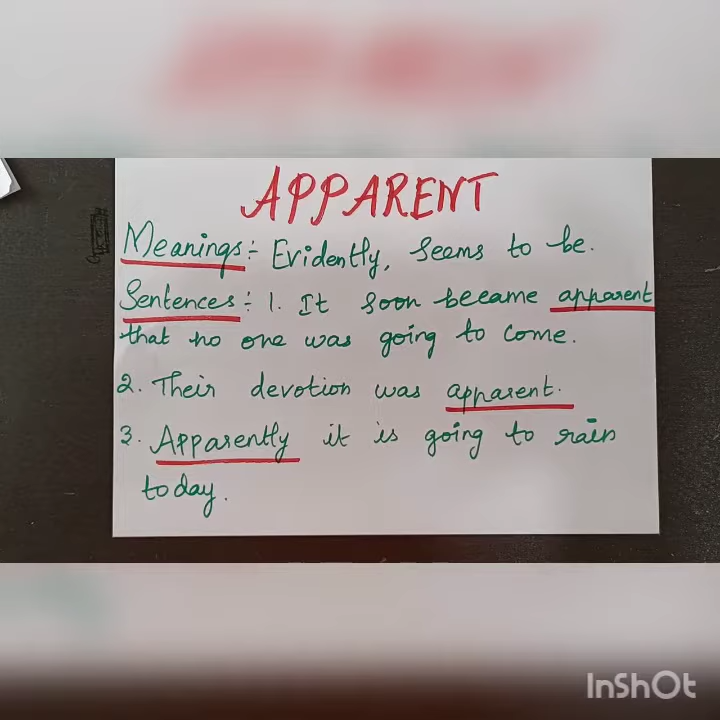 APPARENT
Meanings:- Evidently, seems to be.
Sentences:- 1. It soon became apparent
that no one was going to come.
2. Their devotion was apparent.
3. Apparently it is going to rain
today.
InShOt